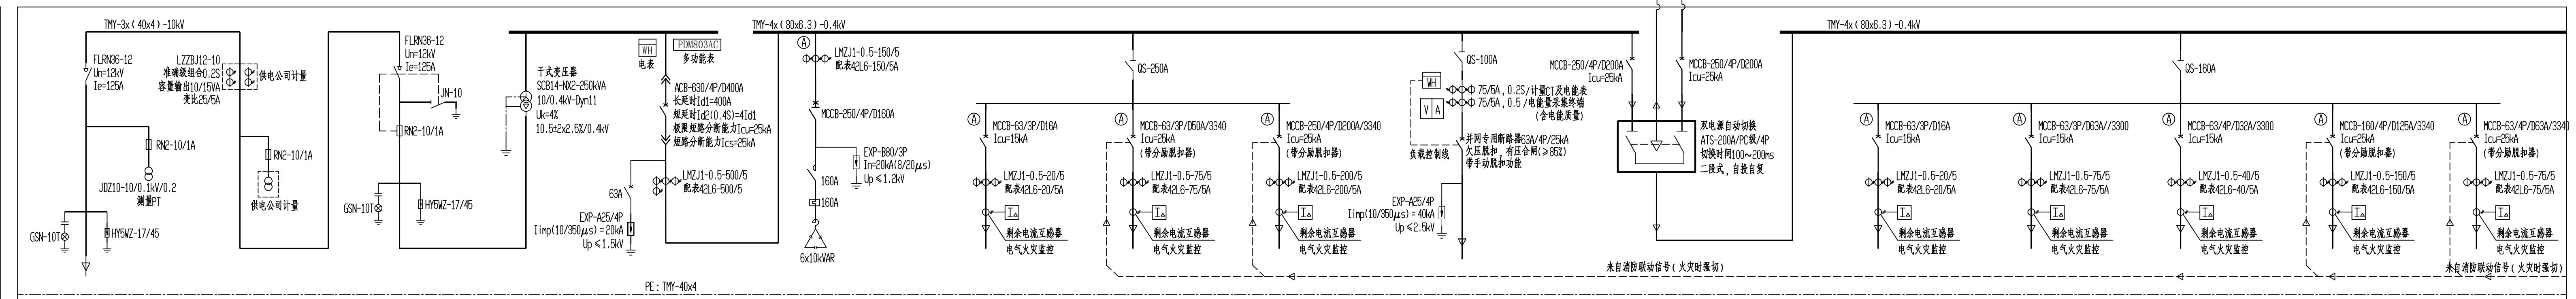 TMY-3x(40x4)-10kV
FLRN36-12
Un=12kV
Ie=125A
LZZBJ12-10
准确级组合0.2S
容量输出10/15VA
变比25/5A
供电公司计量
RN2-10/1A
JDZ10-10/0.1kV/0.2
测量PT
RN2-10/1A
供电公司计量
GSN-10T
HY5WZ-17/45
FLRN36-12
Un=12kV
Ie=125A
JN-10
RN2-10/1A
GSN-10T
HY5WZ-17/45
干式变压器
SCB14-NX2-250kVA
10/0.4kV-Dyn11
Uk=4%
10.5±2x2.5%/0.4kV
WH
电表
PDM803AC
多功能表
ACB-630/4P/D400A
长延时Id1=400A
短延时Id2(0.4S)=4Id1
极限短路分断能力Icu=25kA
短路分断能力Ics=25kA
LMZJ1-0.5-500/5
配表42L6-500/5
63A
EXP-A25/4P
Iimp(10/350μs)=20kA
Up≤1.5kV
TMY-4x(80x6.3)-0.4kV
A
LMZJ1-0.5-150/5
配表42L6-150/5A
MCCB-250/4P/D160A
EXP-B80/3P
In=20kA(8/20μs)
Up≤1.2kV
160A
160A
6x10kVAR
QS-250A
A
MCCB-63/3P/D16A
Icu=15kA
LMZJ1-0.5-20/5
配表42L6-20/5A
I△
剩余电流互感器
电气火灾监控
A
MCCB-63/3P/D50A/3340
Icu=25kA
(带分励脱扣器)
LMZJ1-0.5-75/5
配表42L6-75/5A
I△
剩余电流互感器
电气火灾监控
A
MCCB-250/4P/D200A/3340
Icu=25kA
(带分励脱扣器)
LMZJ1-0.5-200/5
配表42L6-200/5A
I△
剩余电流互感器
电气火灾监控
QS-100A
WH
75/5A,0.2S/计量CT及电能表
V A
75/5A,0.5/电能量采集终端
(含电能质量)
负载控制线
并网专用断路器63A/4P/25kA
欠压脱扣,有压合闸(≥85%)
带手动脱扣功能
EXP-A25/4P
Iimp(10/350μs)=40kA
Up≤2.5kV
MCCB-250/4P/D200A
Icu=25kA
MCCB-250/4P/D200A
Icu=25kA
双电源自动切换
ATS-200A/PC级/4P
切换时间100~200ms
二段式,自投自复
来自消防联动信号(火灾时强切)
TMY-4x(80x6.3)-0.4kV
QS-160A
A
MCCB-63/3P/D16A
Icu=15kA
LMZJ1-0.5-20/5
配表42L6-20/5A
I△
剩余电流互感器
电气火灾监控
A
MCCB-63/3P/D63A//3300
Icu=15kA
LMZJ1-0.5-75/5
配表42L6-75/5A
I△
剩余电流互感器
电气火灾监控
A
MCCB-63/4P/D32A/3300
Icu=15kA
LMZJ1-0.5-40/5
配表42L6-40/5A
I△
剩余电流互感器
电气火灾监控
A
MCCB-160/4P/D125A/3340
Icu=25kA
(带分励脱扣器)
LMZJ1-0.5-150/5
配表42L6-150/5A
I△
剩余电流互感器
电气火灾监控
A
MCCB-63/4P/D63A/3340
Icu=25kA
(带分励脱扣器)
LMZJ1-0.5-75/5
配表42L6-75/5A
I△
剩余电流互感器
电气火灾监控
来自消防联动信号(火灾时强切)
PE:TMY-40x4